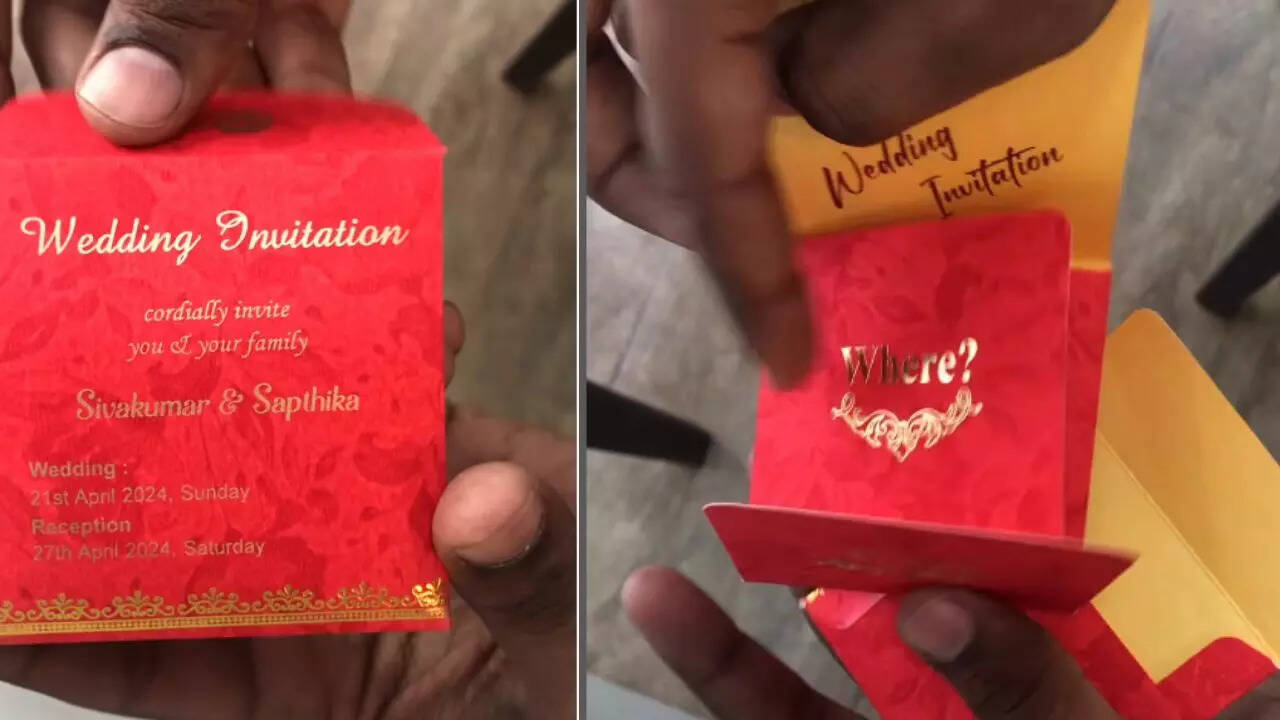 Wedding Invitation
cordially invite
you & your family
Sivakumar & Sapthika
Wedding :
21st April 2024, Sunday
Reception
27th April 2024, Saturday
Wedding
Invitation
Where?